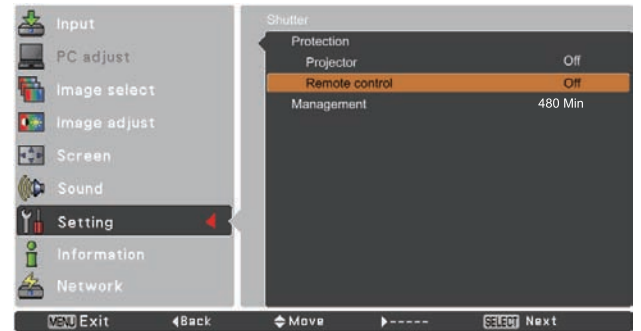 Input
PC adjust
Image select
Image adjust
Screen
Sound
Setting
Information
Network
Shutter
Protection
Projector Off
Remote control Off
Management 480 Min
MENU Exit ◀Back Move ▶----- SELECT Next